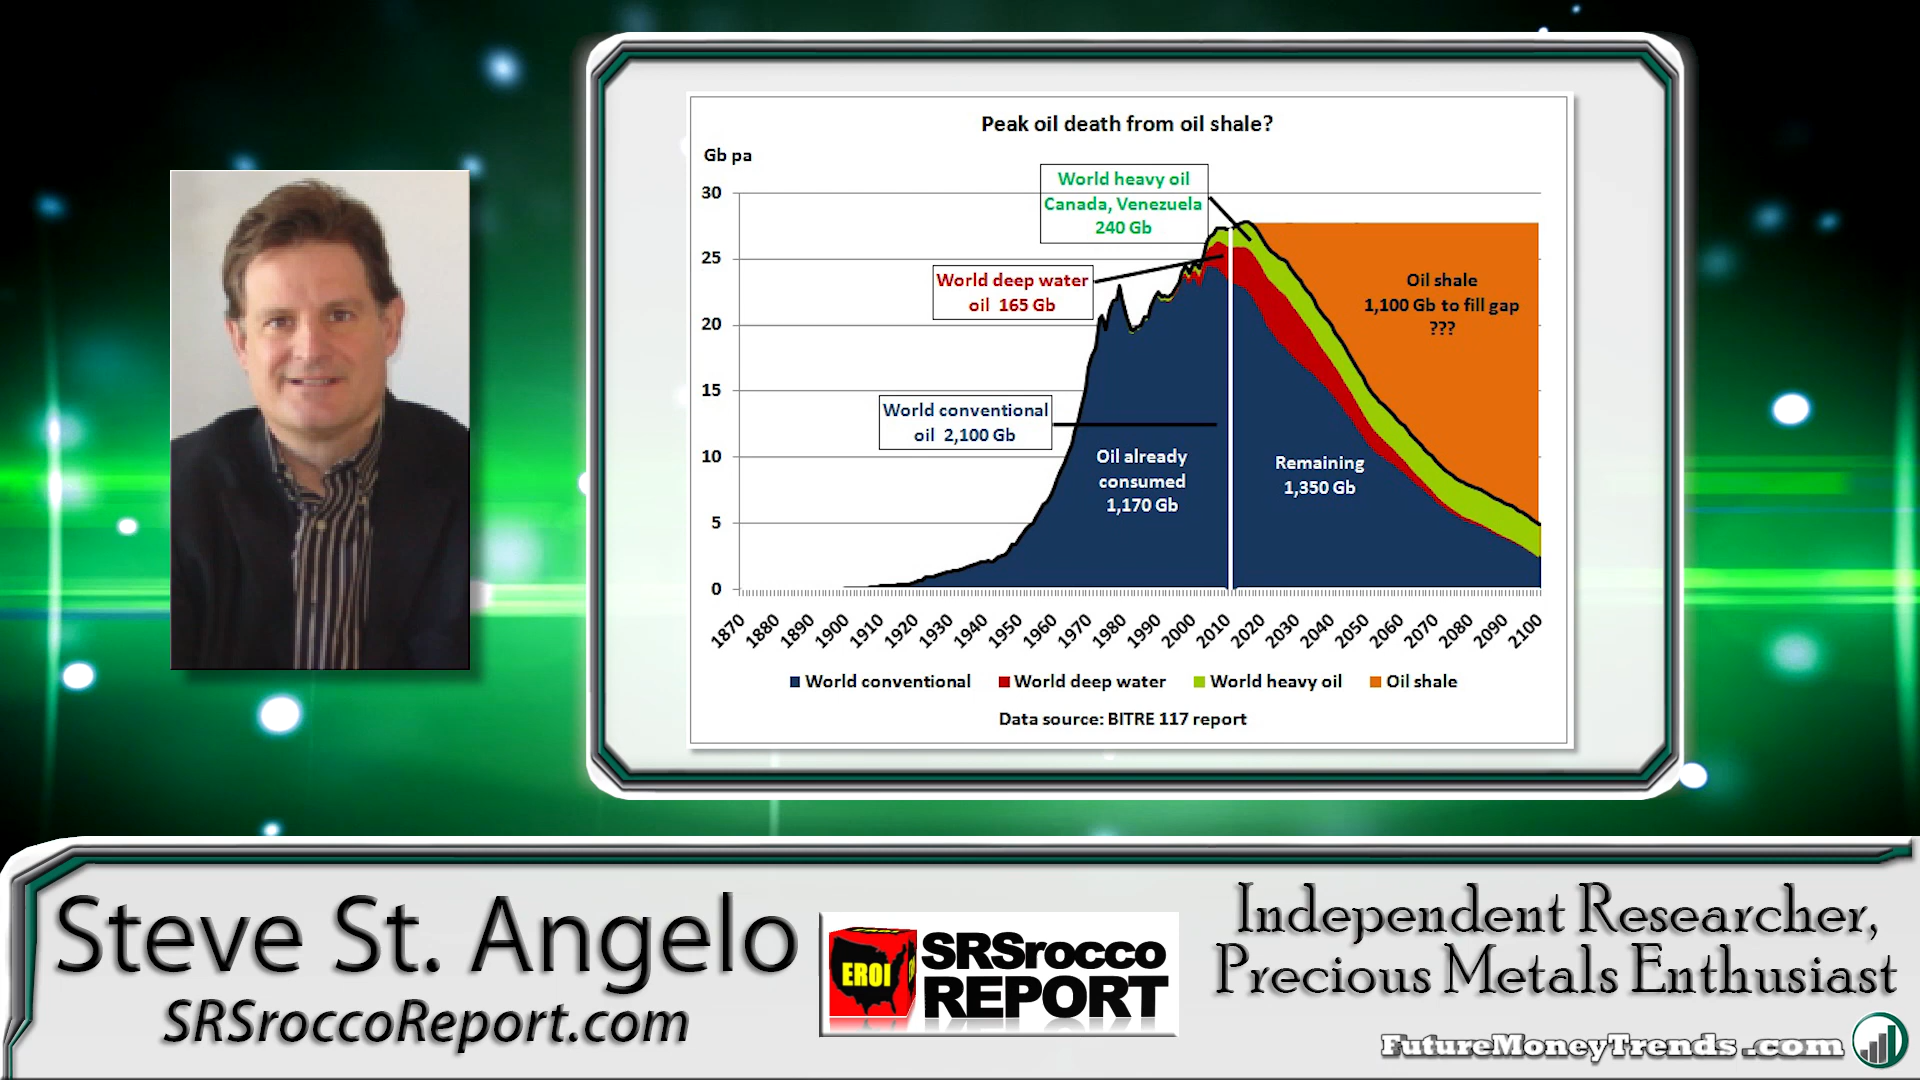 Peak oil death from oil shale?
Gb pa
World heavy oil
Canada, Venezuela
240 Gb
World deep water
oil 165 Gb
World conventional
oil 2,100 Gb
Oil already
consumed
1,170 Gb
Remaining
1,350 Gb
Oil shale
1,100 Gb to fill gap
???
30
25
20
15
10
5
0
1870 1880 1890 1900 1910 1920 1930 1940 1950 1960 1970 1980 1990 2000 2010 2020 2030 2040 2050 2060 2070 2080 2090 2100
World conventional World deep water World heavy oil Oil shale
Data source: BITRE 117 report
Steve St. Angelo
SRSroccoReport.com
EROI
SRSrocco
REPORT
Independent Researcher,
Precious Metals Enthusiast
FutureMoneyTrends.com